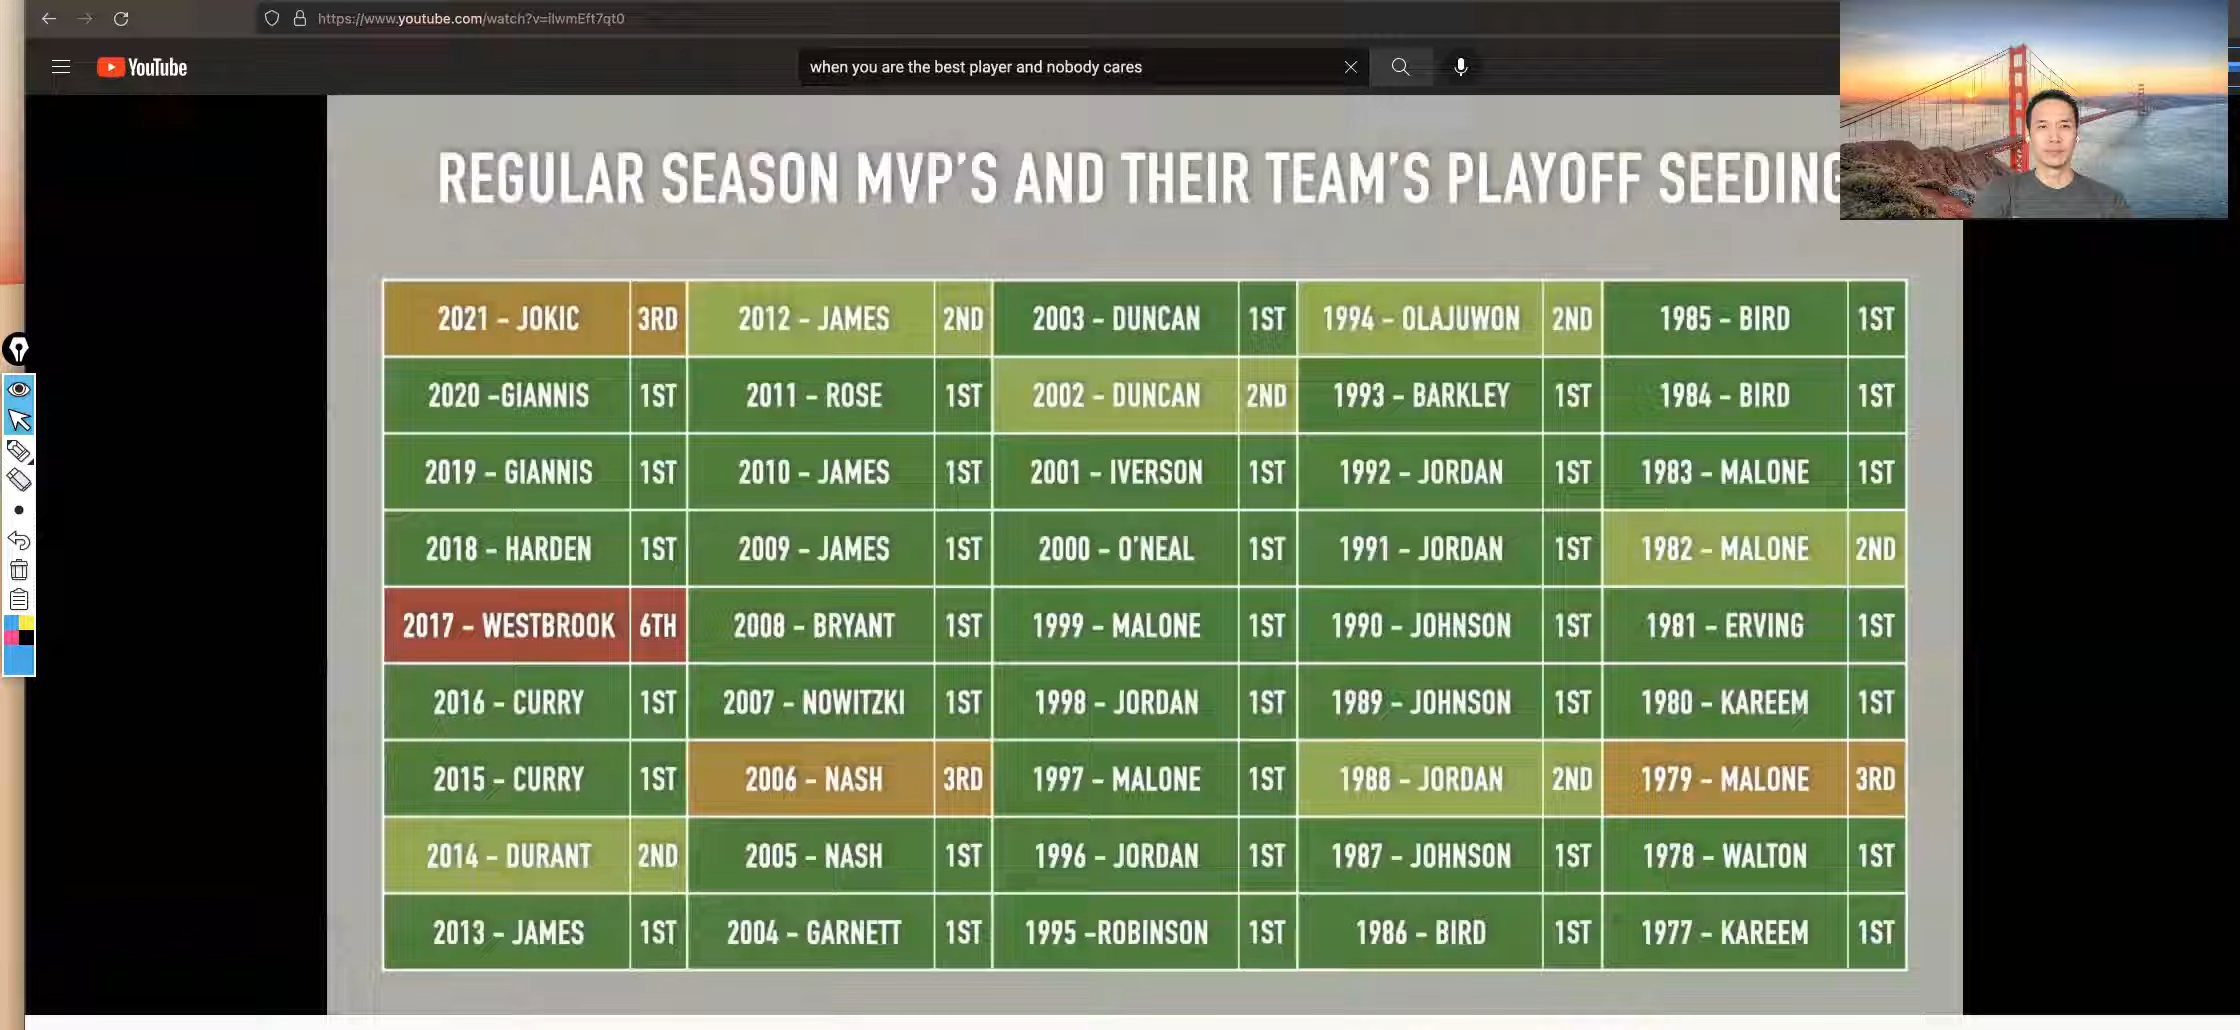 https://www.youtube.com/watch?v=ilwmEft7qt0
YouTube
when you are the best player and nobody cares
REGULAR SEASON MVP'S AND THEIR TEAM'S PLAYOFF SEEDING
2021 - JOKIC 3RD 2012 - JAMES 2ND 2003 - DUNCAN 1ST 1994 - OLAJUWON 2ND 1985 - BIRD 1ST
2020 -GIANNIS 1ST 2011 - ROSE 1ST 2002 - DUNCAN 2ND 1993 - BARKLEY 1ST 1984 - BIRD 1ST
2019 - GIANNIS 1ST 2010 - JAMES 1ST 2001 - IVERSON 1ST 1992 - JORDAN 1ST 1983 - MALONE 1ST
2018 - HARDEN 1ST 2009 - JAMES 1ST 2000 - O'NEAL 1ST 1991 - JORDAN 1ST 1982 - MALONE 2ND
2017 - WESTBROOK 6TH 2008 - BRYANT 1ST 1999 - MALONE 1ST 1990 - JOHNSON 1ST 1981 - ERVING 1ST
2016 - CURRY 1ST 2007 - NOWITZKI 1ST 1998 - JORDAN 1ST 1989 - JOHNSON 1ST 1980 - KAREEM 1ST
2015 - CURRY 1ST 2006 - NASH 3RD 1997 - MALONE 1ST 1988 - JORDAN 2ND 1979 - MALONE 3RD
2014 - DURANT 2ND 2005 - NASH 1ST 1996 - JORDAN 1ST 1987 - JOHNSON 1ST 1978 - WALTON 1ST
2013 - JAMES 1ST 2004 - GARNETT 1ST 1995 -ROBINSON 1ST 1986 - BIRD 1ST 1977 - KAREEM 1ST